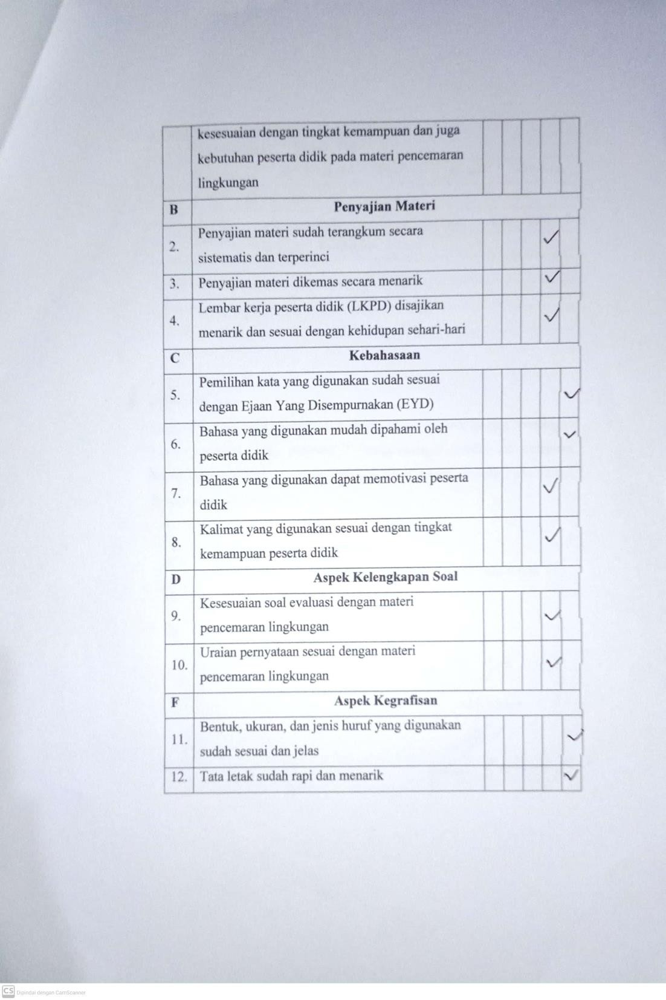 kesesuaian dengan tingkat kemampuan dan juga
kebutuhan peserta didik pada materi pencemaran
lingkungan
B Penyajian Materi
2. Penyajian materi sudah terangkum secara
sistematis dan terperinci
3. Penyajian materi dikemas secara menarik
4. Lembar kerja peserta didik (LKPD) disajikan
menarik dan sesuai dengan kehidupan sehari-hari
C Kebahasaan
5. Pemilihan kata yang digunakan sudah sesuai
dengan Ejaan Yang Disempurnakan (EYD)
6. Bahasa yang digunakan mudah dipahami oleh
peserta didik
7. Bahasa yang digunakan dapat memotivasi peserta
didik
8. Kalimat yang digunakan sesuai dengan tingkat
kemampuan peserta didik
D Aspek Kelengkapan Soal
9. Kesesuaian soal evaluasi dengan materi
pencemaran lingkungan
10. Uraian pernyataan sesuai dengan materi
pencemaran lingkungan
F Aspek Kegrafisan
11. Bentuk, ukuran, dan jenis huruf yang digunakan
sudah sesuai dan jelas
12. Tata letak sudah rapi dan menarik
CS Dipindai dengan CamScanner